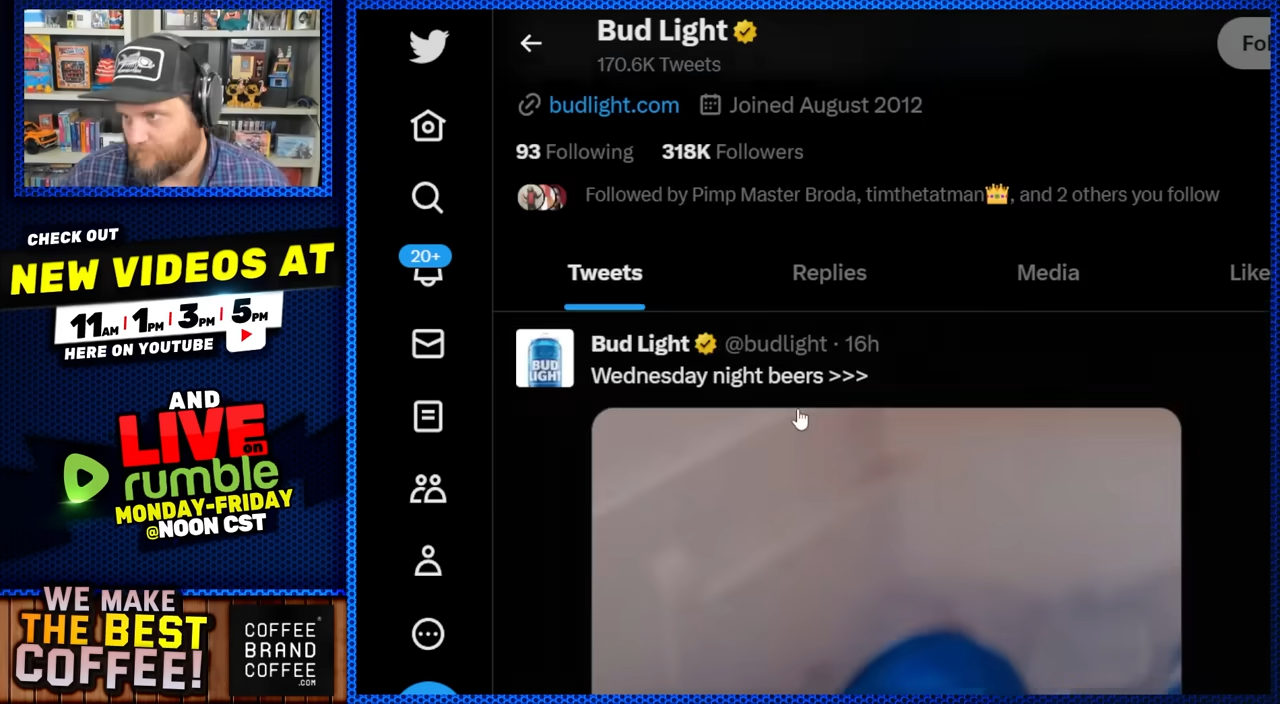 CHECK OUT
NEW VIDEOS AT
11AM | 1PM | 3PM | 5PM
HERE ON YOUTUBE
AND
LIVE on
rumble
MONDAY-FRIDAY
@NOON CST
WE MAKE
THE BEST
COFFEE!
COFFEE
BRAND
COFFEE
.COM
20+
Bud Light
170.6K Tweets
Fol
budlight.com Joined August 2012
93 Following 318K Followers
Followed by Pimp Master Broda, timthetatman👑, and 2 others you follow
Tweets Replies Media Like
BUD
LIGHT
Bud Light @budlight · 16h
Wednesday night beers >>>